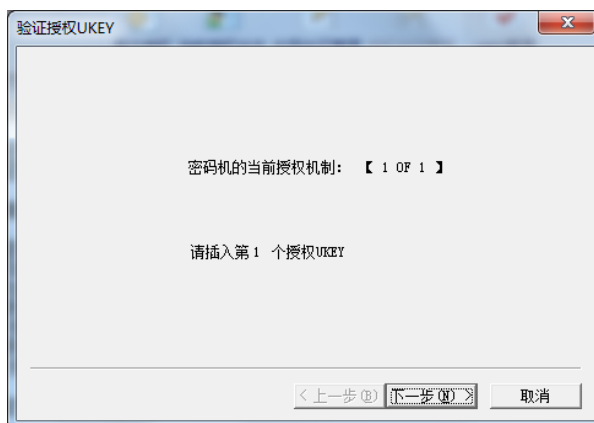 验证授权UKEY
密码机的当前授权机制: 【 1 OF 1 】
请插入第 1 个授权UKEY
< 上一步(B) 下一步(N) > 取消